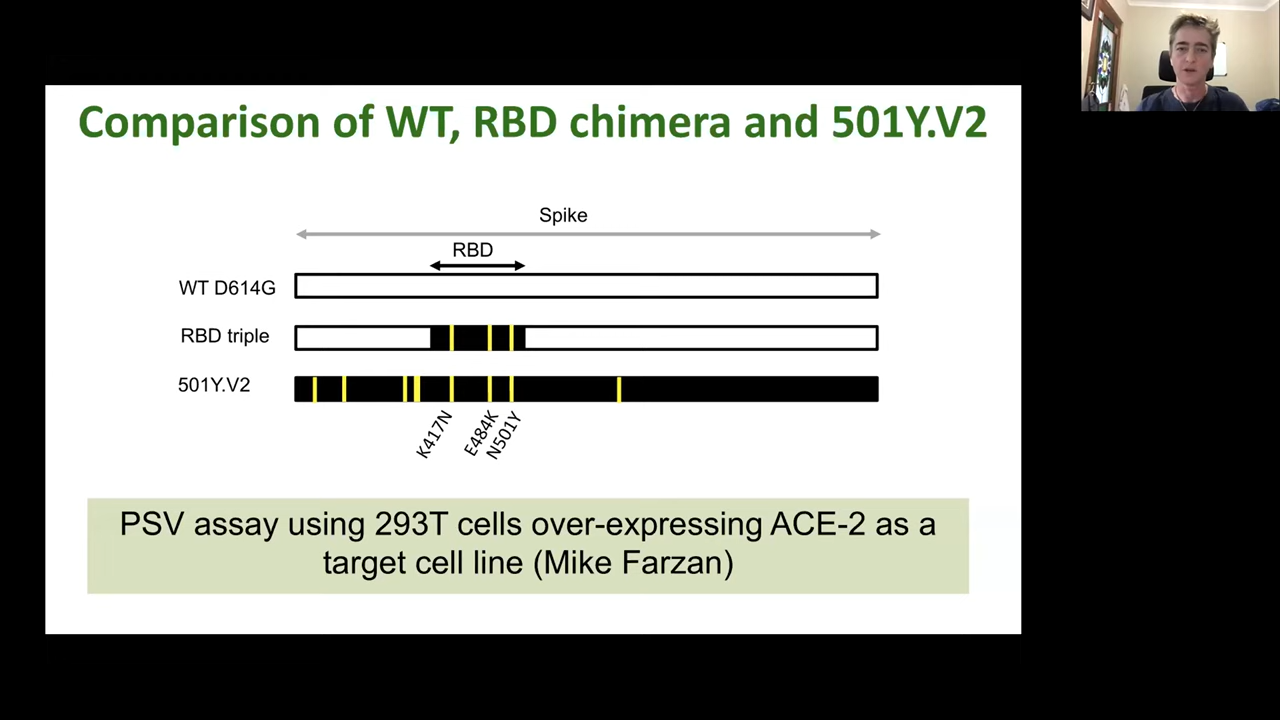 Comparison of WT, RBD chimera and 501Y.V2
Spike
RBD
WT D614G
RBD triple
501Y.V2
K417N
E484K
N501Y
PSV assay using 293T cells over-expressing ACE-2 as a
target cell line (Mike Farzan)